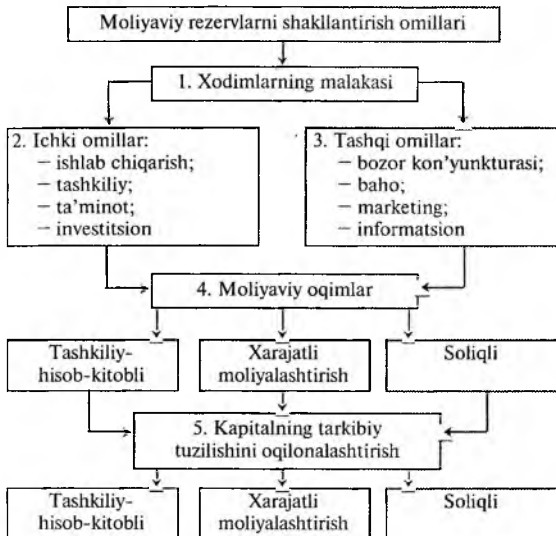 Moliyaviy rezervlarni shakllantirish omillari
1. Xodimlarning malakasi
2. Ichki omillar:
– ishlab chiqarish;
– tashkiliy;
– ta'minot;
– investitsion
3. Tashqi omillar:
– bozor kon'yunkturasi;
– baho;
– marketing;
– informatsion
4. Moliyaviy oqimlar
Tashkiliy-
hisob-kitobli
Xarajatli
moliyalashtirish
Soliqli
5. Kapitalning tarkibiy
tuzilishini oqilonalashtirish
Tashkiliy-
hisob-kitobli
Xarajatli
moliyalashtirish
Soliqli